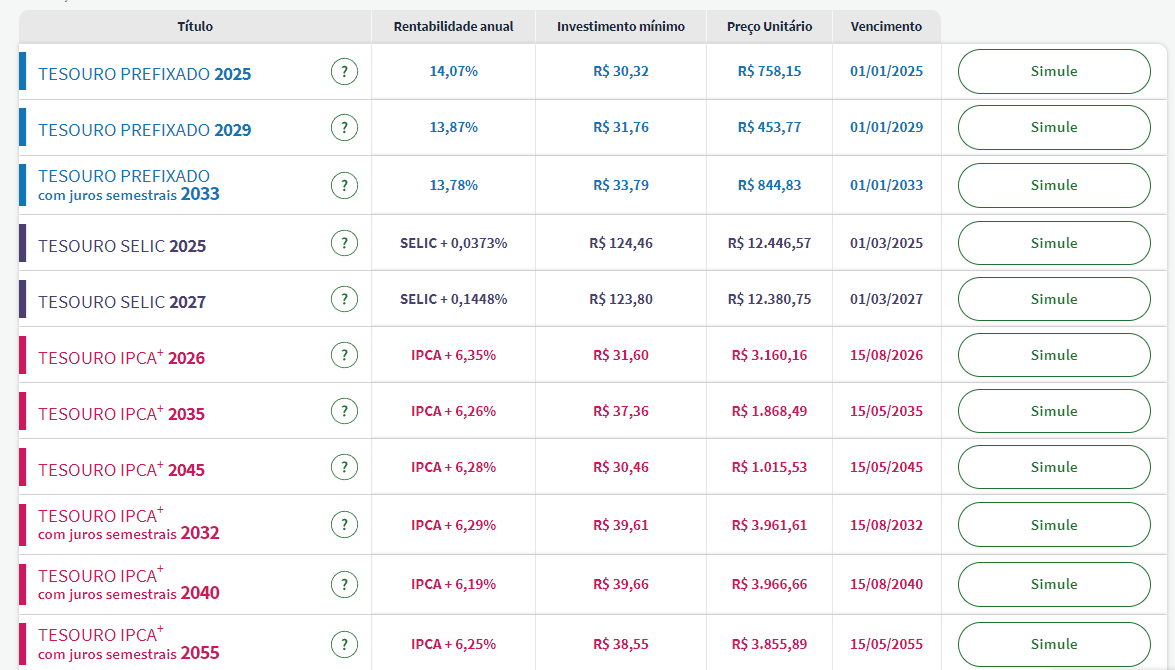 Título Rentabilidade anual Investimento mínimo Preço Unitário Vencimento
TESOURO PREFIXADO 2025 ? 14,07% R$ 30,32 R$ 758,15 01/01/2025 Simule
TESOURO PREFIXADO 2029 ? 13,87% R$ 31,76 R$ 453,77 01/01/2029 Simule
TESOURO PREFIXADO
com juros semestrais 2033 ? 13,78% R$ 33,79 R$ 844,83 01/01/2033 Simule
TESOURO SELIC 2025 ? SELIC + 0,0373% R$ 124,46 R$ 12.446,57 01/03/2025 Simule
TESOURO SELIC 2027 ? SELIC + 0,1448% R$ 123,80 R$ 12.380,75 01/03/2027 Simule
TESOURO IPCA+ 2026 ? IPCA + 6,35% R$ 31,60 R$ 3.160,16 15/08/2026 Simule
TESOURO IPCA+ 2035 ? IPCA + 6,26% R$ 37,36 R$ 1.868,49 15/05/2035 Simule
TESOURO IPCA+ 2045 ? IPCA + 6,28% R$ 30,46 R$ 1.015,53 15/05/2045 Simule
TESOURO IPCA+
com juros semestrais 2032 ? IPCA + 6,29% R$ 39,61 R$ 3.961,61 15/08/2032 Simule
TESOURO IPCA+
com juros semestrais 2040 ? IPCA + 6,19% R$ 39,66 R$ 3.966,66 15/08/2040 Simule
TESOURO IPCA+
com juros semestrais 2055 ? IPCA + 6,25% R$ 38,55 R$ 3.855,89 15/05/2055 Simule